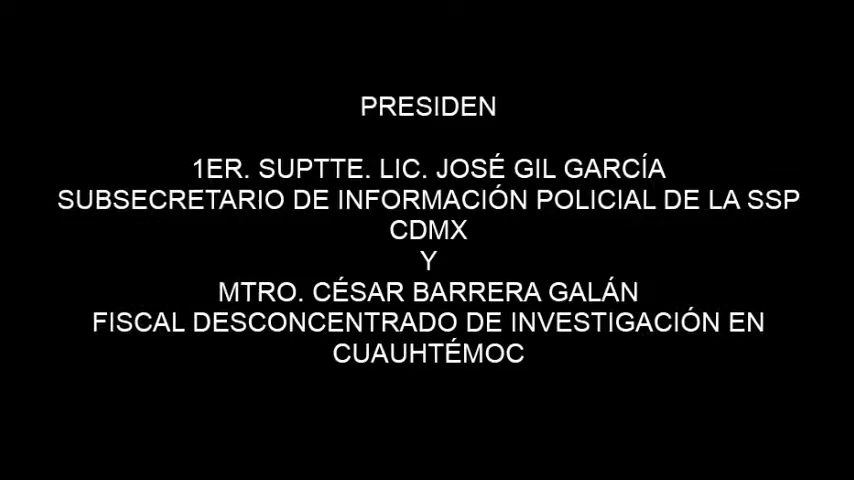 PRESIDEN
1ER. SUPTTE. LIC. JOSÉ GIL GARCÍA
SUBSECRETARIO DE INFORMACIÓN POLICIAL DE LA SSP
CDMX
Y
MTRO. CÉSAR BARRERA GALÁN
FISCAL DESCONCENTRADO DE INVESTIGACIÓN EN
CUAUHTÉMOC